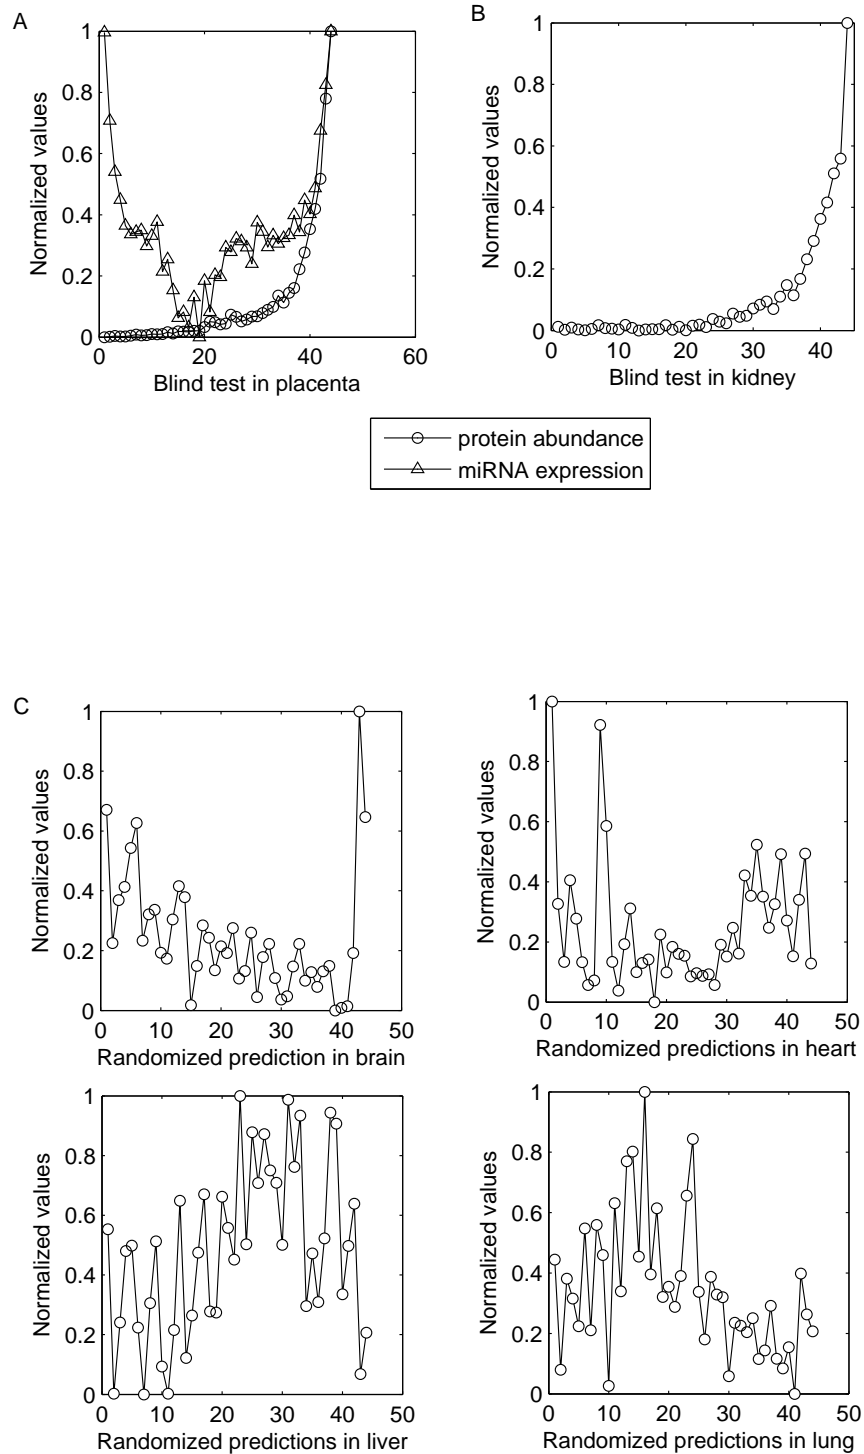 A
Normalized values
1
0.8
0.6
0.4
0.2
0
0 20 40 60
Blind test in placenta
B
Normalized values
1
0.8
0.6
0.4
0.2
0
0 10 20 30 40
Blind test in kidney
protein abundance
miRNA expression
C
Normalized values
1
0.8
0.6
0.4
0.2
0
0 10 20 30 40 50
Randomized prediction in brain
Normalized values
1
0.8
0.6
0.4
0.2
0
0 10 20 30 40 50
Randomized predictions in heart
Normalized values
1
0.8
0.6
0.4
0.2
0
0 10 20 30 40 50
Randomized predictions in liver
Normalized values
1
0.8
0.6
0.4
0.2
0
0 10 20 30 40 50
Randomized predictions in lung